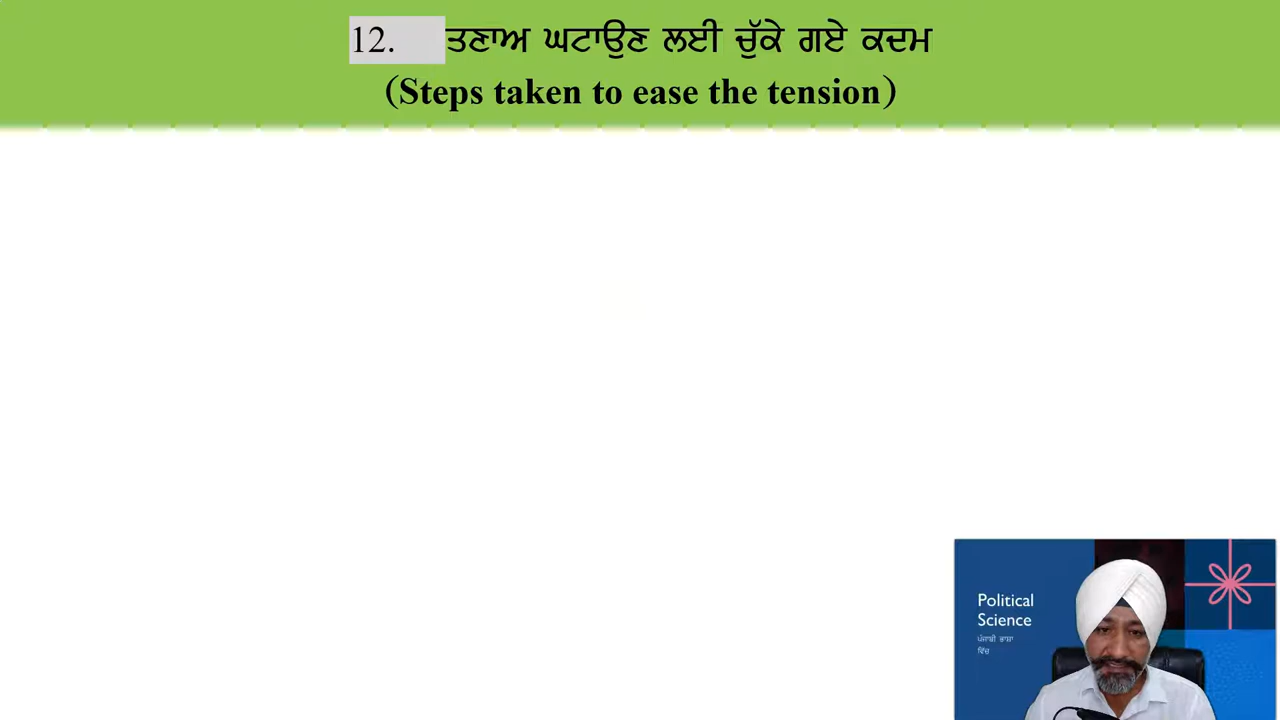 12. ਤਣਾਅ ਘਟਾਉਣ ਲਈ ਚੁੱਕੇ ਗਏ ਕਦਮ
(Steps taken to ease the tension)
Political
Science
ਪੰਜਾਬੀ ਭਾਸ਼ਾ
ਵਿੱਚ